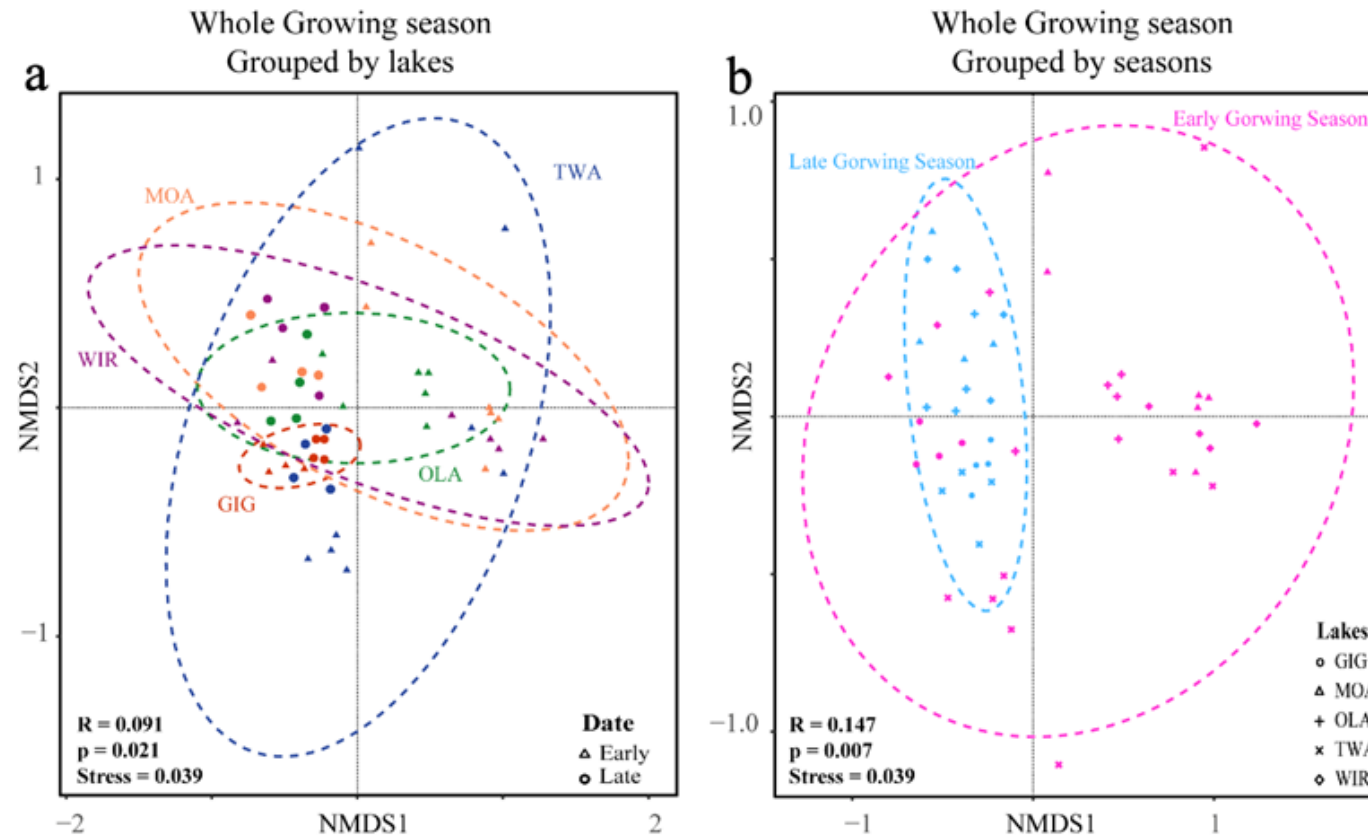 Whole Growing season
Grouped by lakes
a
MOA
TWA
WIR
OLA
GIG
1
−1
NMDS2
R = 0.091
p = 0.021
Stress = 0.039
Date
Early
Late
−2
NMDS1
2
Whole Growing season
Grouped by seasons
b
1.0
Early Gorwing Season
Late Gorwing Season
NMDS2
−1.0
R = 0.147
p = 0.007
Stress = 0.039
Lakes
GIG
MOA
OLA
TWA
WIR
−1
NMDS1
1